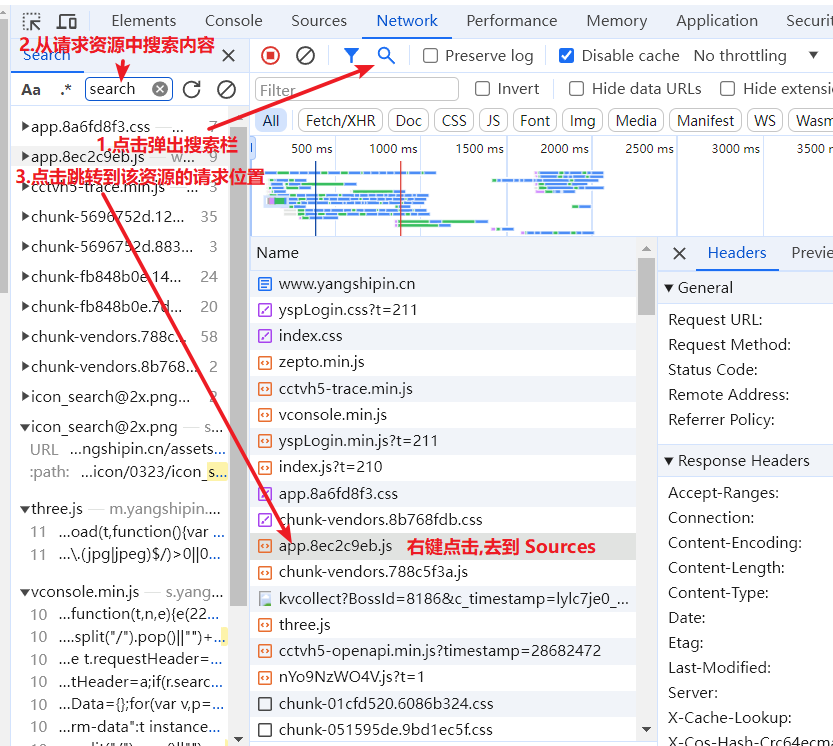 Elements Console Sources Network Performance Memory Application Securi
2.从请求资源中搜索内容
Search
Preserve log Disable cache No throttling
Aa .* search
Filter
Invert Hide data URLs Hide extensi
All Fetch/XHR Doc CSS JS Font Img Media Manifest WS Wasm
500 ms 1000 ms 1500 ms 2000 ms 2500 ms 3000 ms 3500 m
1,点击弹出搜索栏
3.点击跳转到该资源的请求位置
app.8a6fd8f3.css — ... 7
app.8ec2c9eb.js — w... 9
cctvh5-trace.min.js — ... 3
chunk-5696752d.12... 35
chunk-5696752d.883... 3
chunk-fb848b0e.14... 24
chunk-fb848b0e.7d... 20
chunk-vendors.788c... 58
chunk-vendors.8b768... 2
icon_search@2x.png... 2
icon_search@2x.png — s...
URL ...ngshipin.cn/assets...
:path: ...icon/0323/icon_s...
three.js — m.yangshipin....
11 ...oad(t,function(){var ...
11 ...\.(jpg|jpeg)$/)>0||0...
vconsole.min.js — s.yang...
10 ...function(t,n,e){e(22...
10 ....split("/").pop()||"")+...
10 ...e t.requestHeader=...
10 ...tHeader=a;if(r.searc...
10 ...Data={};for(var v,p=...
10 ...rm-data":t instance...
Name
www.yangshipin.cn
yspLogin.css?t=211
index.css
zepto.min.js
cctvh5-trace.min.js
vconsole.min.js
yspLogin.min.js?t=211
index.js?t=210
app.8a6fd8f3.css
chunk-vendors.8b768fdb.css
app.8ec2c9eb.js
右键点击,去到 Sources
chunk-vendors.788c5f3a.js
kvcollect?BossId=8186&c_timestamp=lylc7je0_...
three.js
cctvh5-openapi.min.js?timestamp=28682472
nYo9NzWO4V.js?t=1
chunk-01cfd520.6086b324.css
chunk-051595de.9bd1ec5f.css
Headers Previe
General
Request URL:
Request Method:
Status Code:
Remote Address:
Referrer Policy:
Response Headers
Accept-Ranges:
Connection:
Content-Encoding:
Content-Length:
Content-Type:
Date:
Etag:
Last-Modified:
Server:
X-Cache-Lookup:
X-Cos-Hash-Crc64ecma